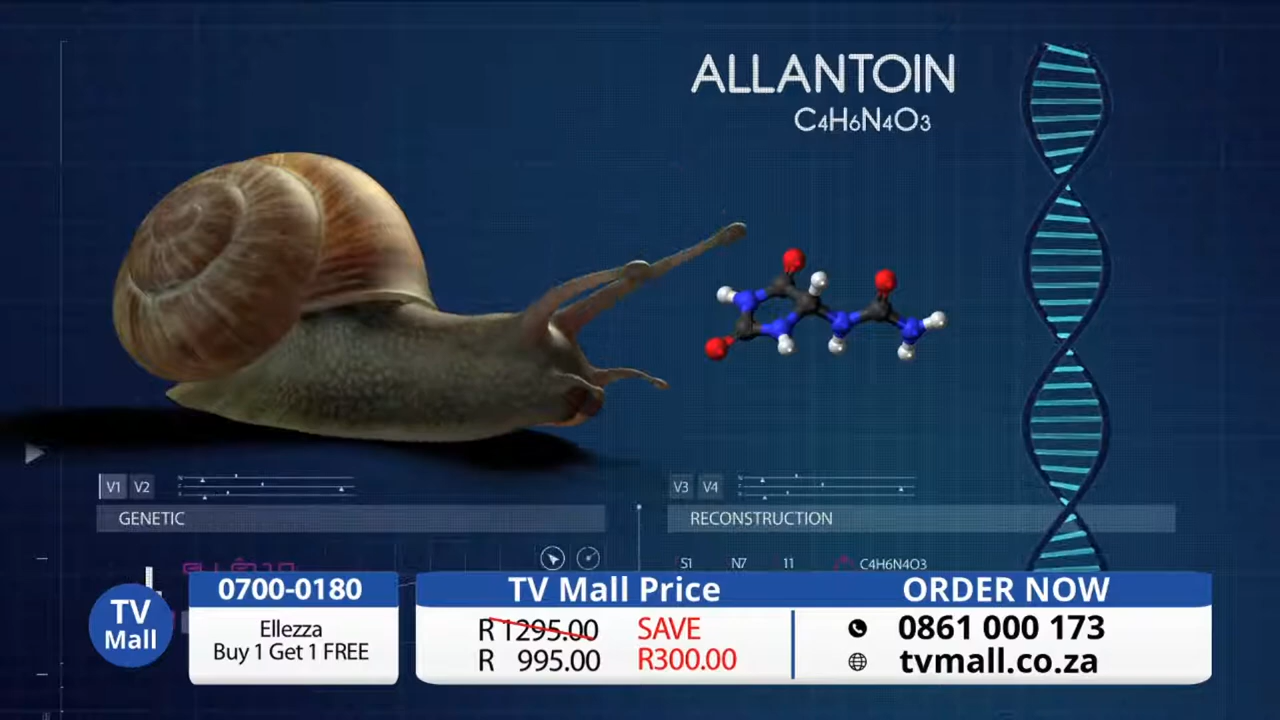 ALLANTOIN
C4H6N4O3
V1 V2
V3 V4
GENETIC
RECONSTRUCTION
S1 N7 11 C4H6N4O3
TV
Mall
0700-0180
Ellezza
Buy 1 Get 1 FREE
TV Mall Price
R 1295.00 SAVE
R 995.00 R300.00
ORDER NOW
0861 000 173
tvmall.co.za